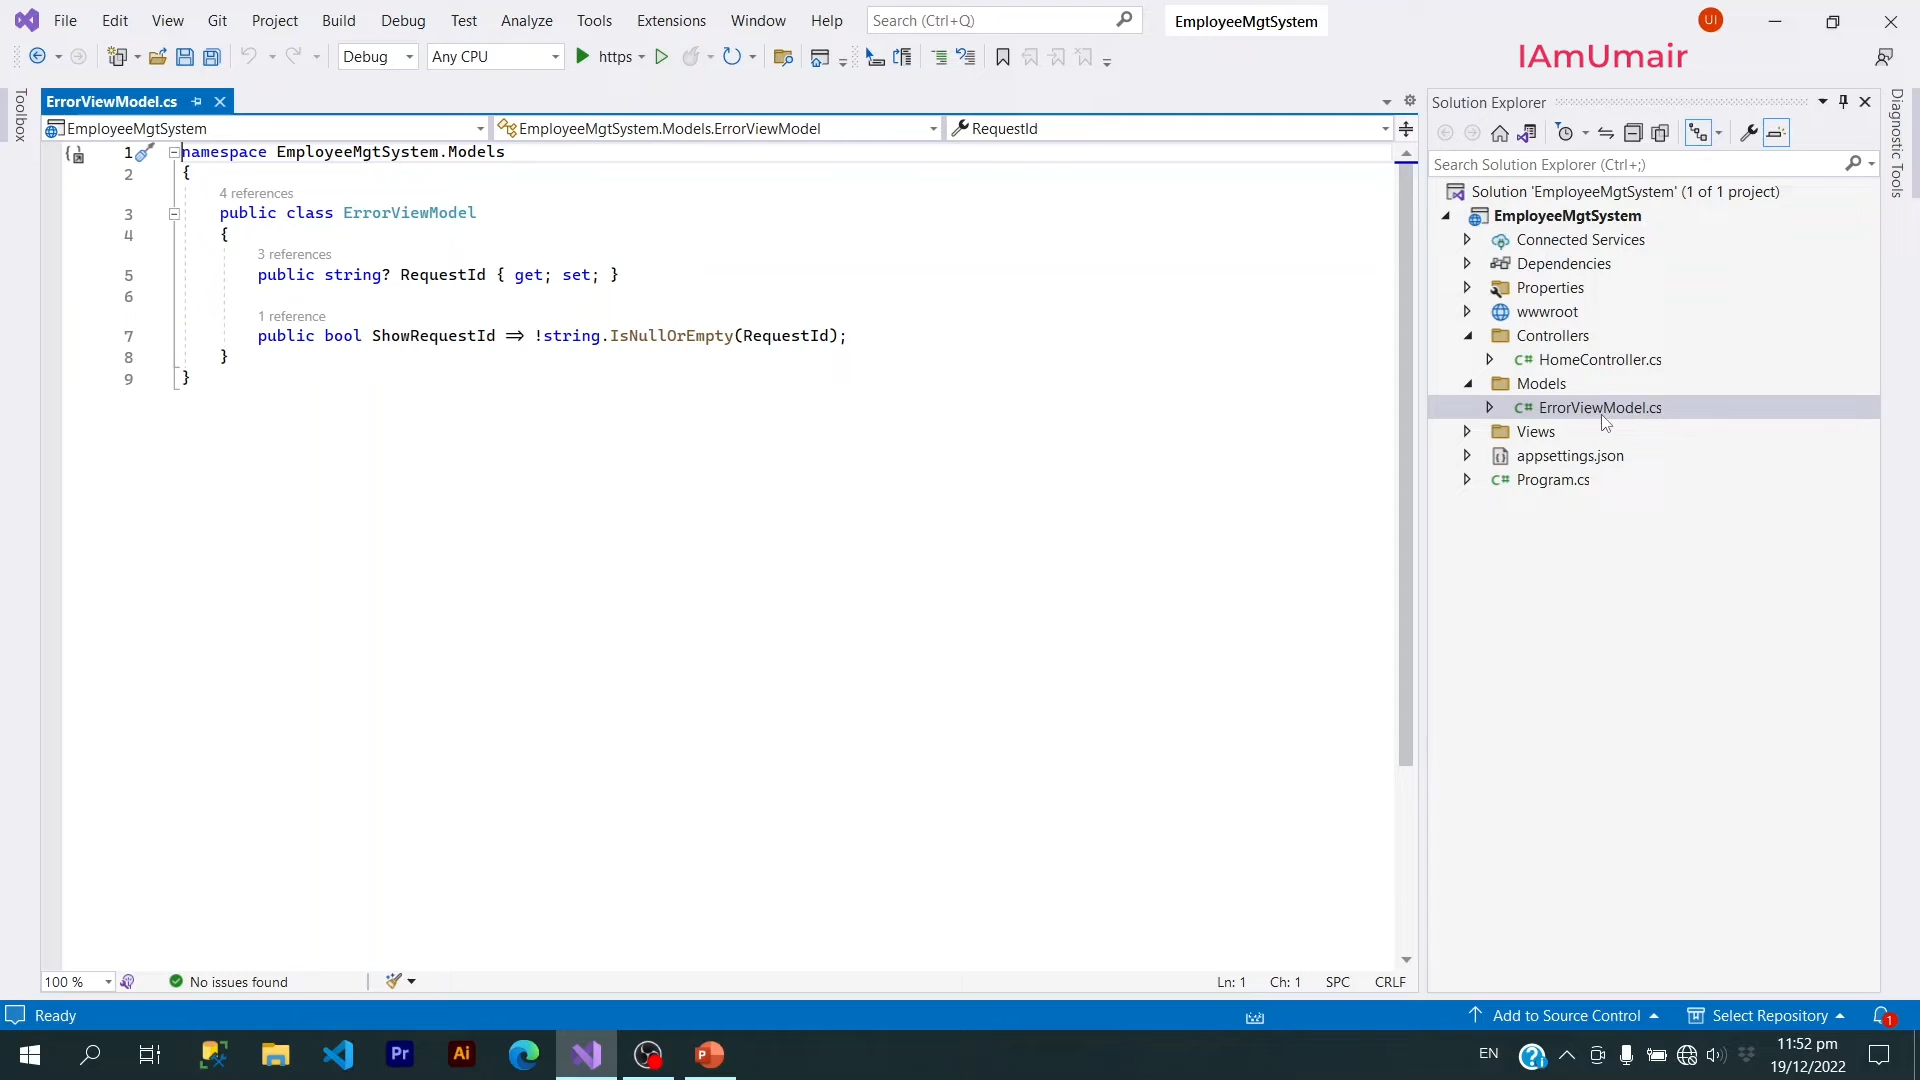 File Edit View Git Project Build Debug Test Analyze Tools Extensions Window Help Search (Ctrl+Q) EmployeeMgtSystem UI
IAmUmair
Debug Any CPU https
Toolbox
ErrorViewModel.cs
EmployeeMgtSystem EmployeeMgtSystem.Models.ErrorViewModel RequestId
1 namespace EmployeeMgtSystem.Models
2 {
4 references
3 public class ErrorViewModel
4 {
3 references
5 public string? RequestId { get; set; }
6
1 reference
7 public bool ShowRequestId => !string.IsNullOrEmpty(RequestId);
8 }
9 }
100 % No issues found Ln: 1 Ch: 1 SPC CRLF
Solution Explorer
Search Solution Explorer (Ctrl+;)
Solution 'EmployeeMgtSystem' (1 of 1 project)
EmployeeMgtSystem
Connected Services
Dependencies
Properties
wwwroot
Controllers
C# HomeController.cs
Models
C# ErrorViewModel.cs
Views
appsettings.json
C# Program.cs
Diagnostic Tools
Ready Add to Source Control Select Repository 1
Pr Ai P EN 11:52 pm
19/12/2022